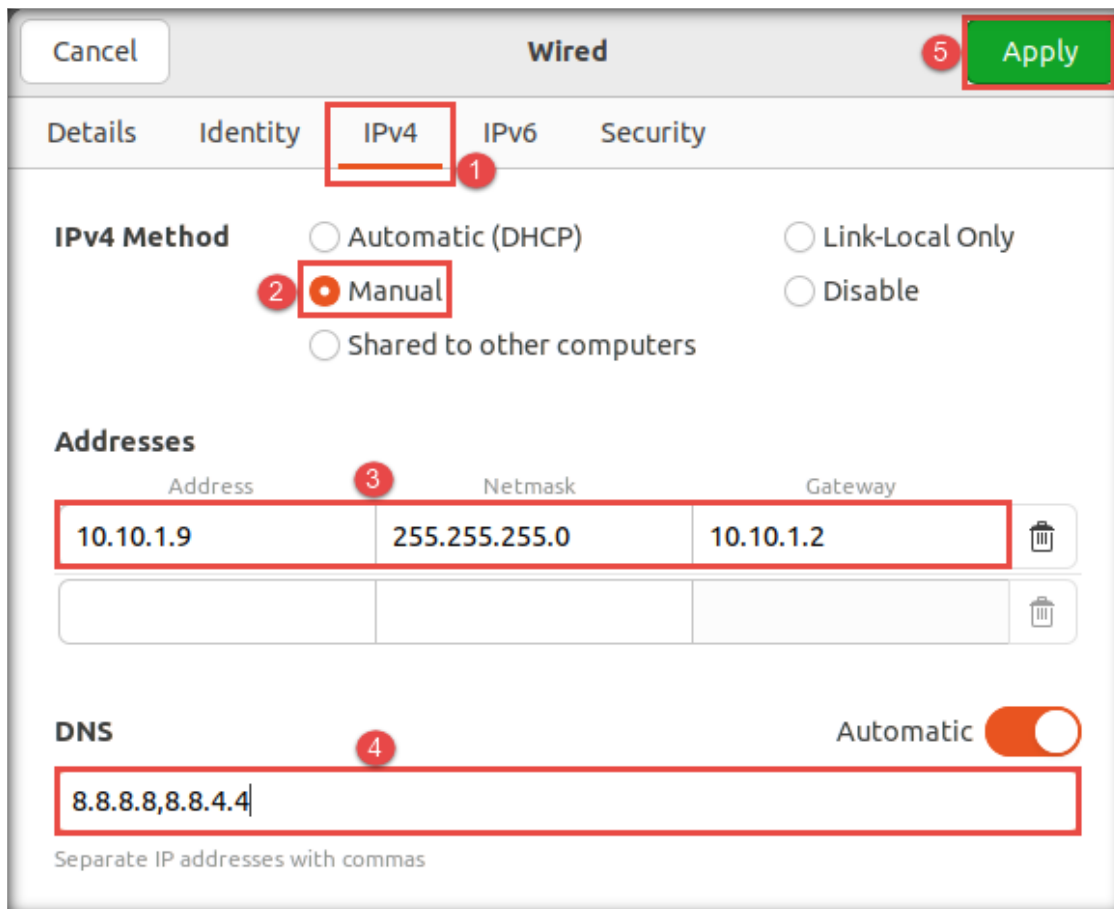 Cancel Wired 5 Apply
Details Identity IPv4 IPv6 Security
1
IPv4 Method Automatic (DHCP) Link-Local Only
2 Manual Disable
Shared to other computers
Addresses
Address 3 Netmask Gateway
10.10.1.9 255.255.255.0 10.10.1.2
DNS 4 Automatic
8.8.8.8,8.8.4.4
Separate IP addresses with commas